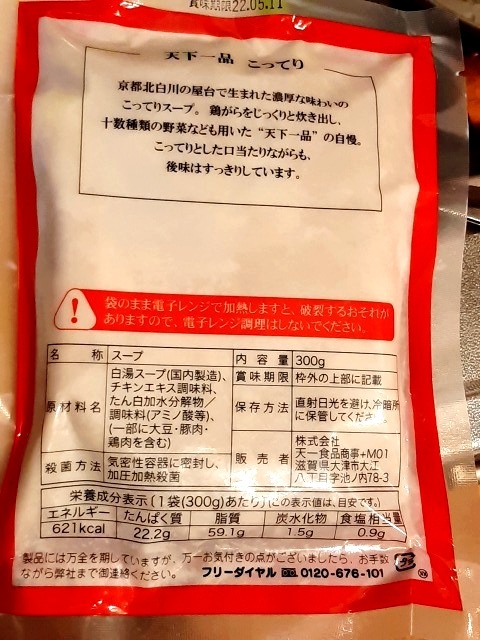 賞味期限22.05.11
天下一品 こってり
京都北白川の屋台で生まれた濃厚な味わいの
こってりスープ。鶏がらをじっくりと炊き出し、
十数種類の野菜なども用いた“天下一品”の自慢。
こってりとした口当たりながらも、
後味はすっきりしています。
袋のまま電子レンジで加熱しますと、破裂するおそれが
ありますので、電子レンジ調理はしないでください。
名称 スープ
原材料名 白湯スープ(国内製造)、
チキンエキス調味料、
たん白加水分解物/
調味料(アミノ酸等)、
(一部に大豆・豚肉・
鶏肉を含む)
殺菌方法 気密性容器に密封し、
加圧加熱殺菌
内容量 300g
賞味期限 枠外の上部に記載
保存方法 直射日光を避け、冷暗所
に保管してください。
販売者 株式会社
天一食品商事+M01
滋賀県大津市大江
八丁目字池ノ内78-3
栄養成分表示(1袋(300g)あたり)(この表示値は、目安です。)
エネルギー たんぱく質 脂質 炭水化物 食塩相当量
621kcal 22.2g 59.1g 1.5g 0.9g
製品には万全を期していますが、万一お気付きの点がございましたら、お手数
ながら弊社まで御連絡ください。 フリーダイヤル 0120-676-101